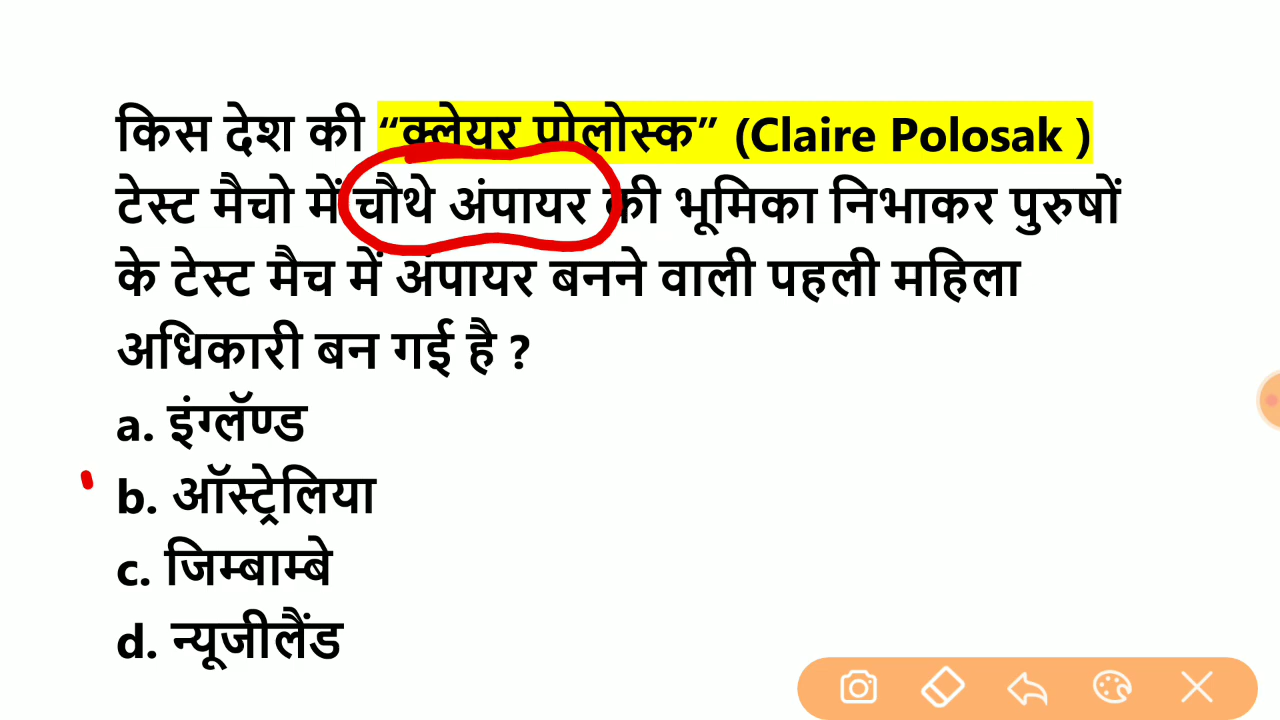 किस देश की “क्लेयर पोलोस्क” (Claire Polosak )
टेस्ट मैचो में चौथे अंपायर की भूमिका निभाकर पुरुषों
के टेस्ट मैच में अंपायर बनने वाली पहली महिला
अधिकारी बन गई है ?
a. इंग्लॅण्ड
b. ऑस्ट्रेलिया
c. जिम्बाम्बे
d. न्यूजीलैंड